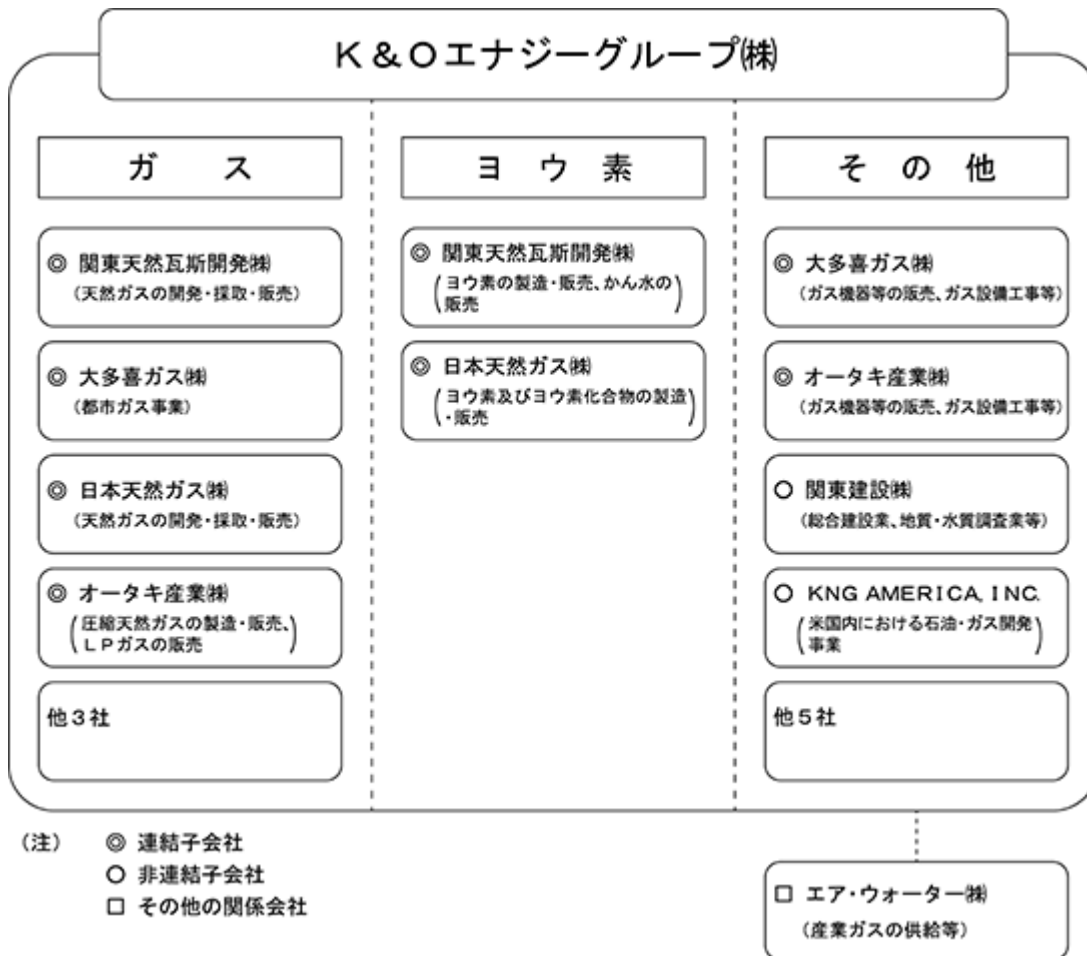 K&Oエナジーグループ㈱
ガス
◎ 関東天然瓦斯開発㈱
(天然ガスの開発・採取・販売)
◎ 大多喜ガス㈱
(都市ガス事業)
◎ 日本天然ガス㈱
(天然ガスの開発・採取・販売)
◎ オータキ産業㈱
(圧縮天然ガスの製造・販売、
LPガスの販売)
他3社
ヨウ素
◎ 関東天然瓦斯開発㈱
(ヨウ素の製造・販売、かん水の
販売)
◎ 日本天然ガス㈱
(ヨウ素及びヨウ素化合物の製造
・販売)
その他
◎ 大多喜ガス㈱
(ガス機器等の販売、ガス設備工事等)
◎ オータキ産業㈱
(ガス機器等の販売、ガス設備工事等)
○ 関東建設㈱
(総合建設業、地質・水質調査業等)
○ KNG AMERICA, INC.
(米国内における石油・ガス開発
事業)
他5社
(注) ◎ 連結子会社
○ 非連結子会社
□ その他の関係会社
□ エア・ウォーター㈱
(産業ガスの供給等)